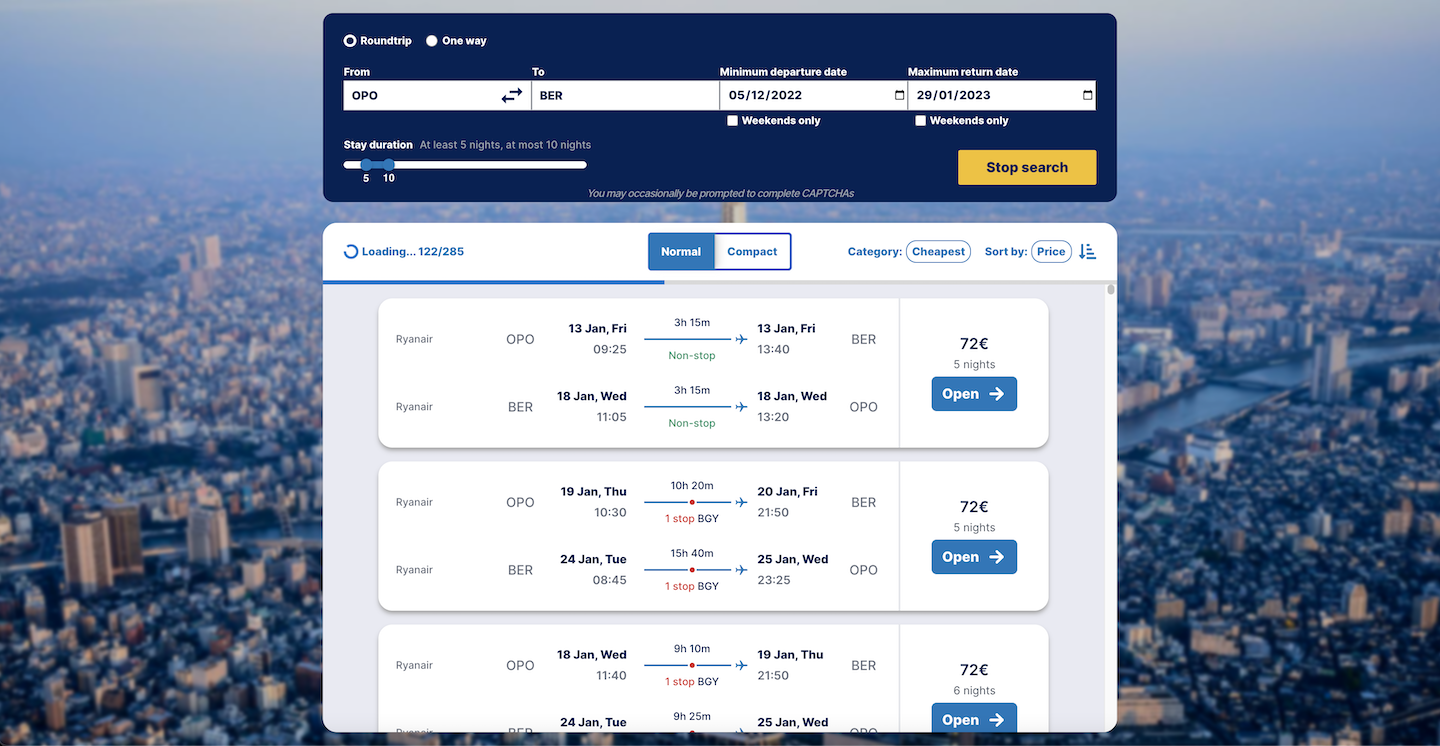 Roundtrip One way
From To Minimum departure date Maximum return date
OPO BER 05/12/2022 29/01/2023
Weekends only Weekends only
Stay duration At least 5 nights, at most 10 nights
5 10
Stop search
You may occasionally be prompted to complete CAPTCHAs
Loading... 122/285 Normal Compact Category: Cheapest Sort by: Price
3h 15m
13 Jan, Fri 13 Jan, Fri
Ryanair OPO BER
09:25 13:40
Non-stop
72€
5 nights
Open
3h 15m
18 Jan, Wed 18 Jan, Wed
Ryanair BER OPO
11:05 13:20
Non-stop
10h 20m
19 Jan, Thu 20 Jan, Fri
Ryanair OPO BER
10:30 21:50
1 stop BGY
72€
5 nights
Open
15h 40m
24 Jan, Tue 25 Jan, Wed
Ryanair BER OPO
08:45 23:25
1 stop BGY
9h 10m
18 Jan, Wed 19 Jan, Thu
Ryanair OPO BER
11:40 21:50
1 stop BGY
72€
6 nights
Open
9h 25m
24 Jan, Tue 25 Jan, Wed
Ryanair BER OPO